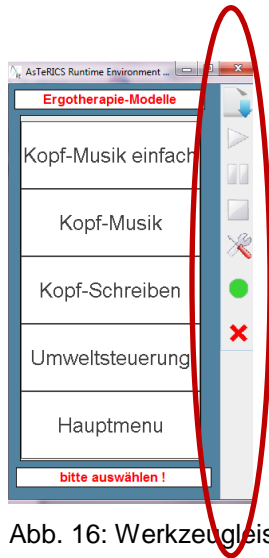 AsTeRICS Runtime Environment ...
Ergotherapie-Modelle
Kopf-Musik einfach
Kopf-Musik
Kopf-Schreiben
Umweltsteuerung
Hauptmenu
bitte auswählen !
Abb. 16: Werkzeugleis